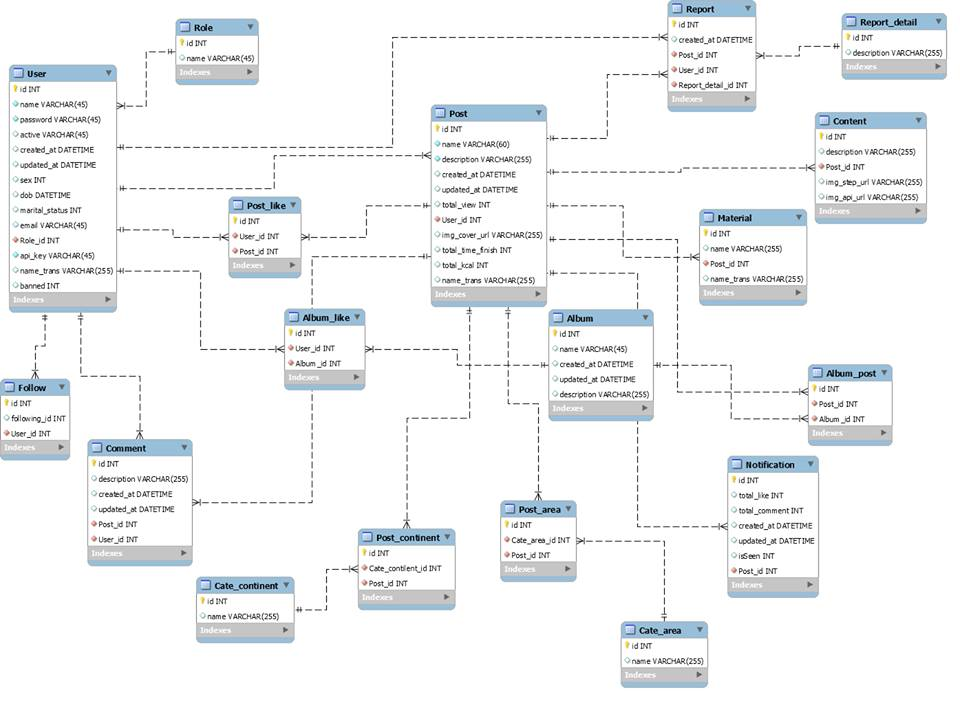 Role
id INT
name VARCHAR(45)
Indexes
User
id INT
name VARCHAR(45)
password VARCHAR(45)
active VARCHAR(45)
created_at DATETIME
updated_at DATETIME
sex INT
dob DATETIME
marital_status INT
email VARCHAR(45)
Role_id INT
api_key VARCHAR(45)
name_trans VARCHAR(255)
banned INT
Indexes
Report
id INT
created_at DATETIME
Post_id INT
User_id INT
Report_detail_id INT
Indexes
Report_detail
id INT
description VARCHAR(255)
Indexes
Post
id INT
name VARCHAR(60)
description VARCHAR(255)
created_at DATETIME
updated_at DATETIME
total_view INT
User_id INT
img_cover_url VARCHAR(255)
total_time_finish INT
total_kcal INT
name_trans VARCHAR(255)
Indexes
Content
id INT
description VARCHAR(255)
Post_id INT
img_step_url VARCHAR(255)
img_api_url VARCHAR(255)
Indexes
Post_like
id INT
User_id INT
Post_id INT
Indexes
Material
id INT
name VARCHAR(255)
Post_id INT
name_trans VARCHAR(255)
Indexes
Album_like
id INT
User_id INT
Album_id INT
Indexes
Album
id INT
name VARCHAR(45)
created_at DATETIME
updated_at DATETIME
description VARCHAR(255)
Indexes
Album_post
id INT
Post_id INT
Album_id INT
Indexes
Follow
id INT
following_id INT
User_id INT
Indexes
Comment
id INT
description VARCHAR(255)
created_at DATETIME
updated_at DATETIME
Post_id INT
User_id INT
Indexes
Notification
id INT
total_like INT
total_comment INT
created_at DATETIME
updated_at DATETIME
isSeen INT
Post_id INT
Indexes
Post_continent
id INT
Cate_contilent_id INT
Post_id INT
Indexes
Post_area
id INT
Cate_area_id INT
Post_id INT
Indexes
Cate_continent
id INT
name VARCHAR(255)
Indexes
Cate_area
id INT
name VARCHAR(255)
Indexes